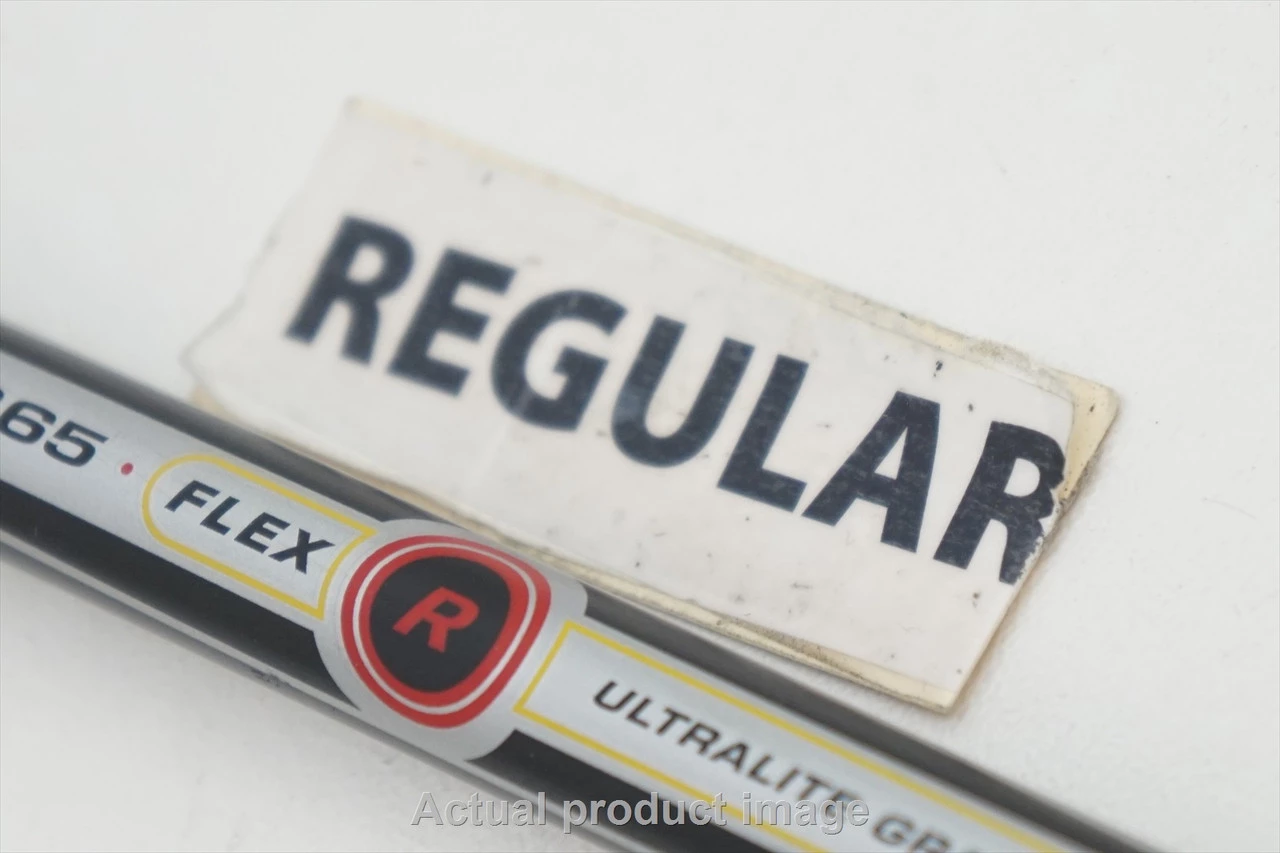 REGULAR
65 • FLEX R ULTRALITE
Actual product image